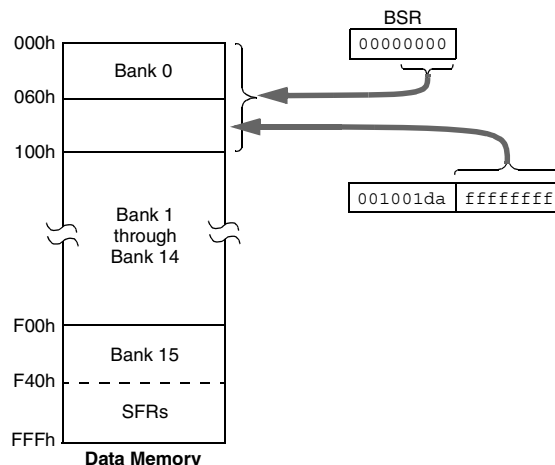 BSR
000h
00000000
Bank 0
060h
100h
001001da ffffffff
Bank 1
through
Bank 14
F00h
Bank 15
F40h
SFRs
FFFh
Data Memory